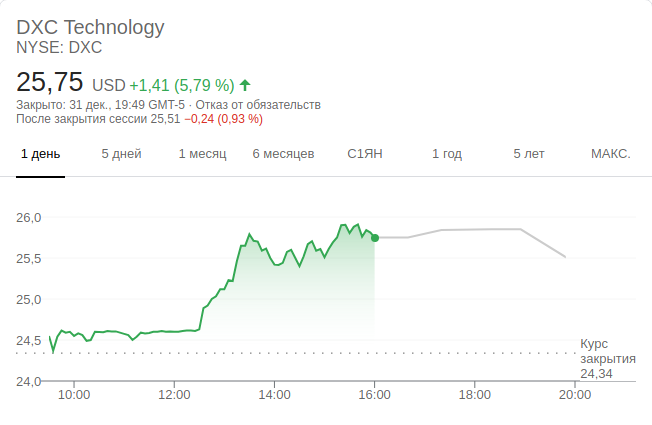 DXC Technology
NYSE: DXC
25,75 USD +1,41 (5,79 %)
Закрыто: 31 дек., 19:49 GMT-5 · Отказ от обязательств
После закрытия сессии 25,51 −0,24 (0,93 %)
1 день 5 дней 1 месяц 6 месяцев С1ЯН 1 год 5 лет МАКС.
26,0
25,5
25,0
24,5
Курс
закрытия
24,34
24,0
10:00 12:00 14:00 16:00 18:00 20:00